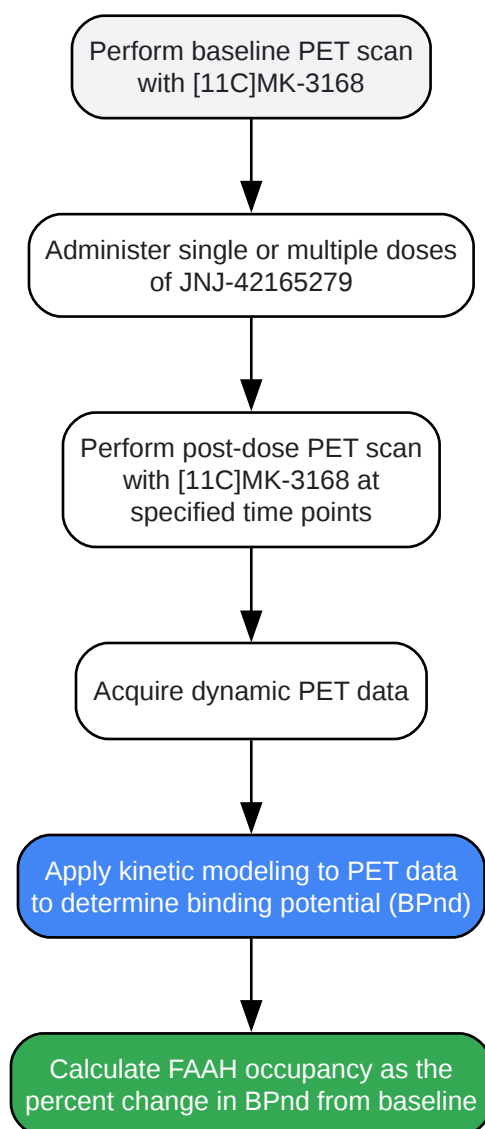 Perform baseline PET scan
with [11C]MK-3168
Administer single or multiple doses
of JNJ-42165279
Perform post-dose PET scan
with [11C]MK-3168 at
specified time points
Acquire dynamic PET data
Apply kinetic modeling to PET data
to determine binding potential (BPnd)
Calculate FAAH occupancy as the
percent change in BPnd from baseline